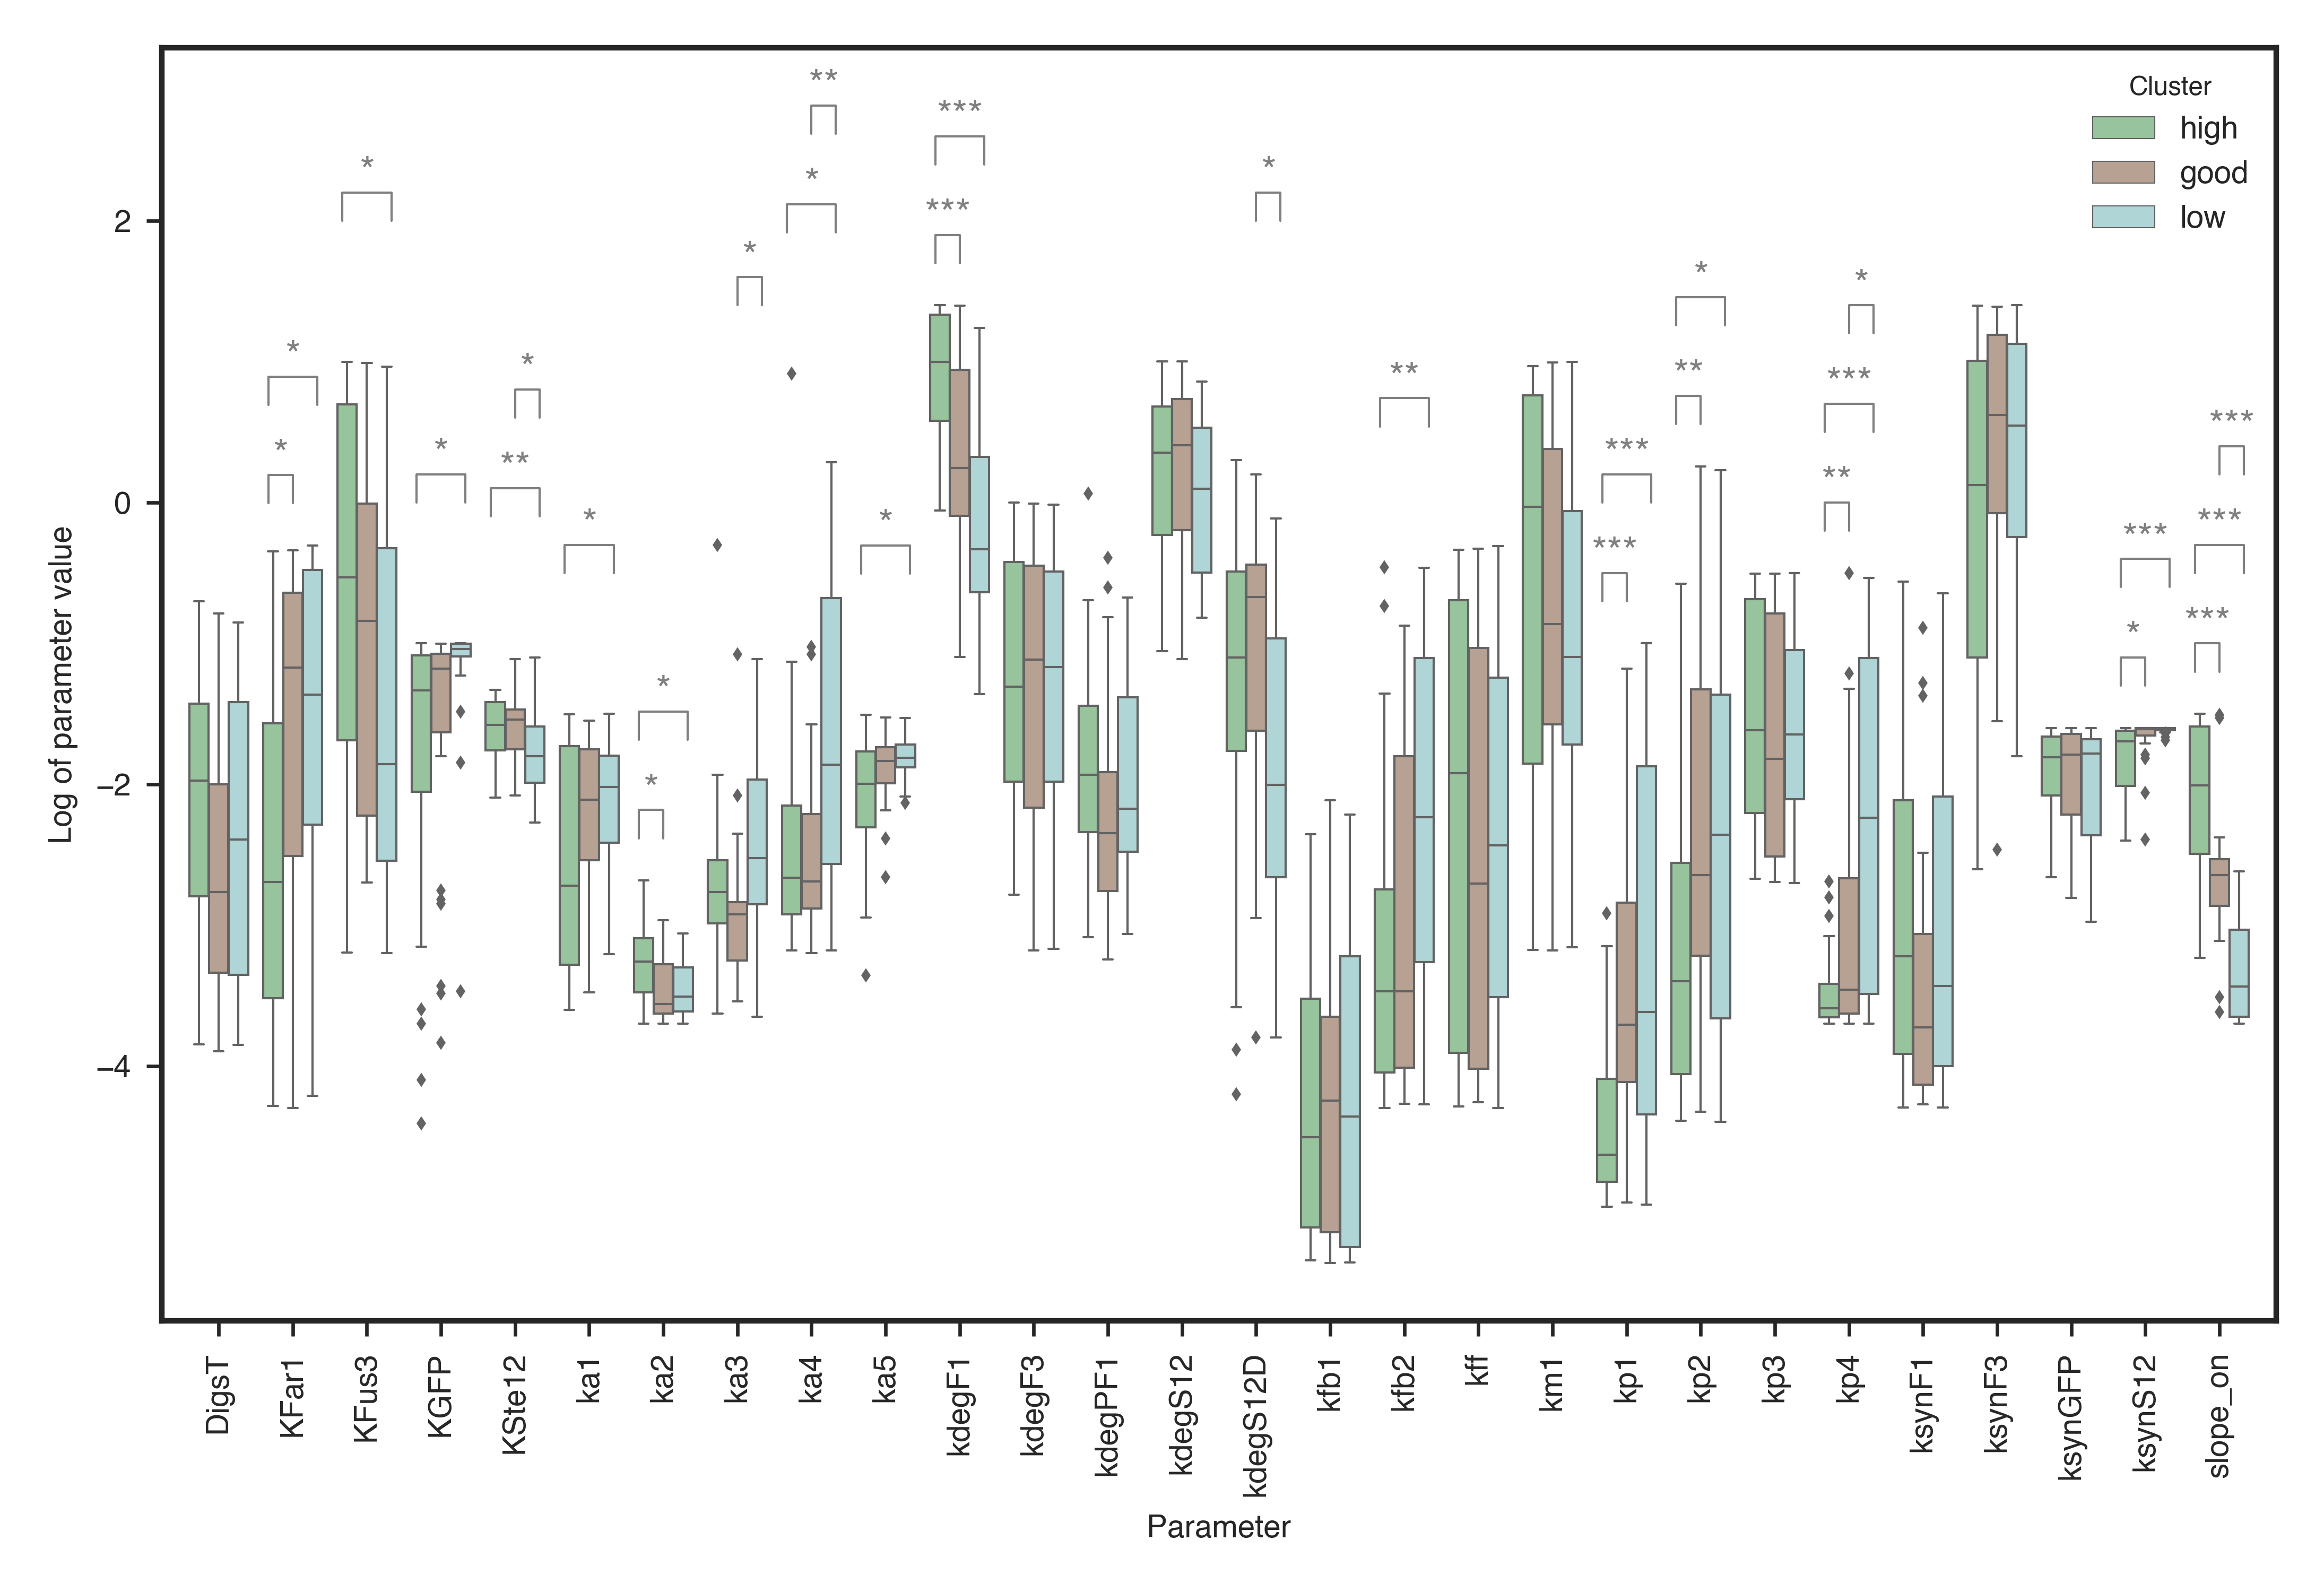 Cluster
high
good
low
**
***
*
*
*
***
*
*
*
*
*
**
***
*
*
**
***
*
*
***
**
**
***
*
*
***
***
***
*
***
*
*
2
0
−2
−4
Log of parameter value
DigsT
KFar1
KFus3
KGFP
KSte12
ka1
ka2
ka3
ka4
ka5
kdegF1
kdegF3
kdegPF1
kdegS12
kdegS12D
kfb1
kfb2
kff
km1
kp1
kp2
kp3
kp4
ksynF1
ksynF3
ksynGFP
ksynS12
slope_on
Parameter